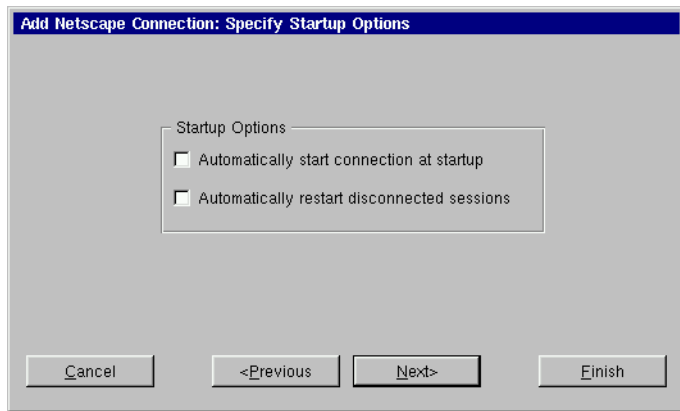 Add Netscape Connection: Specify Startup Options
Startup Options
Automatically start connection at startup
Automatically restart disconnected sessions
Cancel
<Previous
Next>
Finish